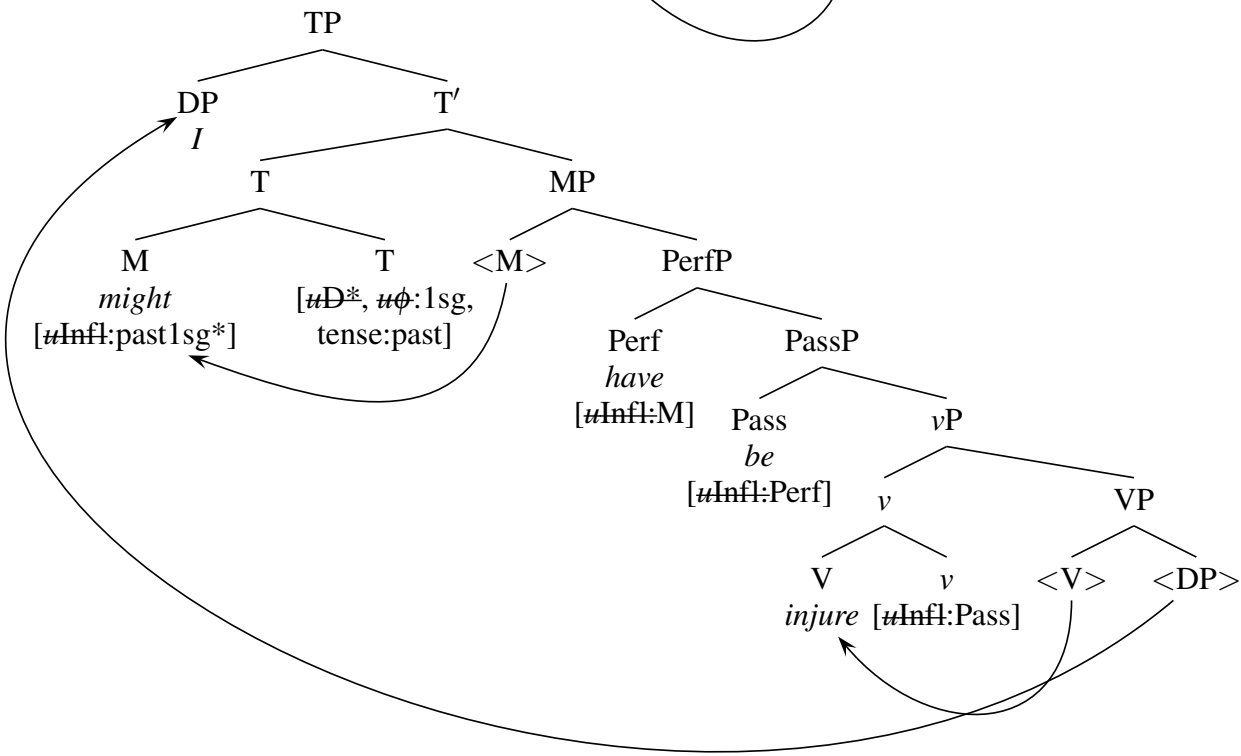 TP
DP T′
I
T MP
M T <M> PerfP
might [uD*, uϕ:1sg,
[uInfl:past1sg*] tense:past]
Perf PassP
have
[uInfl:M]
Pass vP
be
[uInfl:Perf]
v VP
V v <V> <DP>
injure [uInfl:Pass]